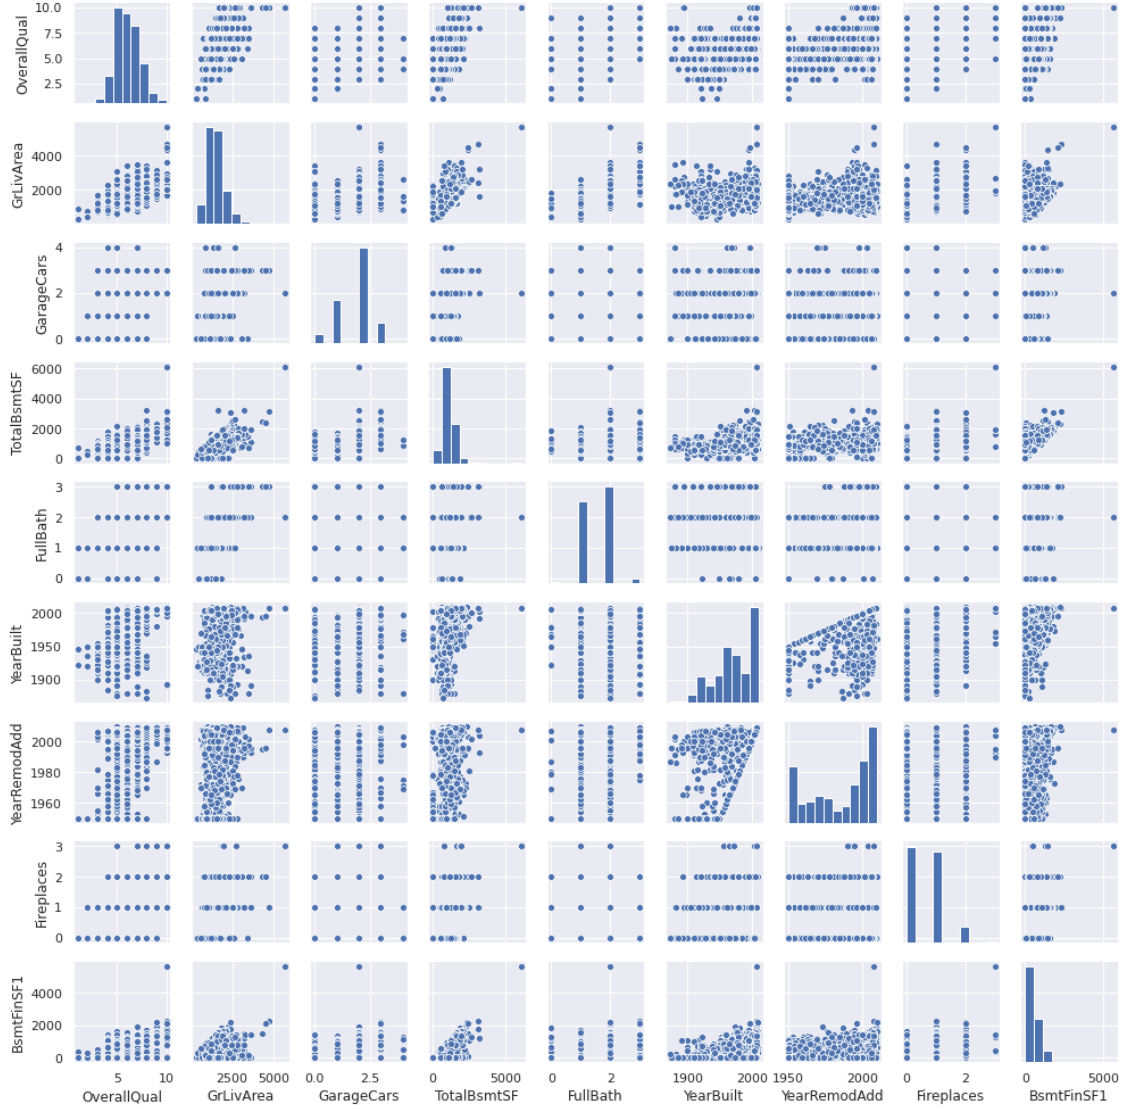 OverallQual
10.0
7.5
5.0
2.5
GrLivArea
4000
2000
GarageCars
4
2
0
TotalBsmtSF
6000
4000
2000
0
FullBath
3
2
1
0
YearBuilt
2000
1950
1900
YearRemodAdd
2000
1980
1960
Fireplaces
3
2
1
0
BsmtFinSF1
4000
2000
0
5 10 2500 5000 0.0 2.5 0 5000 0 2 1900 2000 1950 2000 0 2 0 5000
OverallQual GrLivArea GarageCars TotalBsmtSF FullBath YearBuilt YearRemodAdd Fireplaces BsmtFinSF1